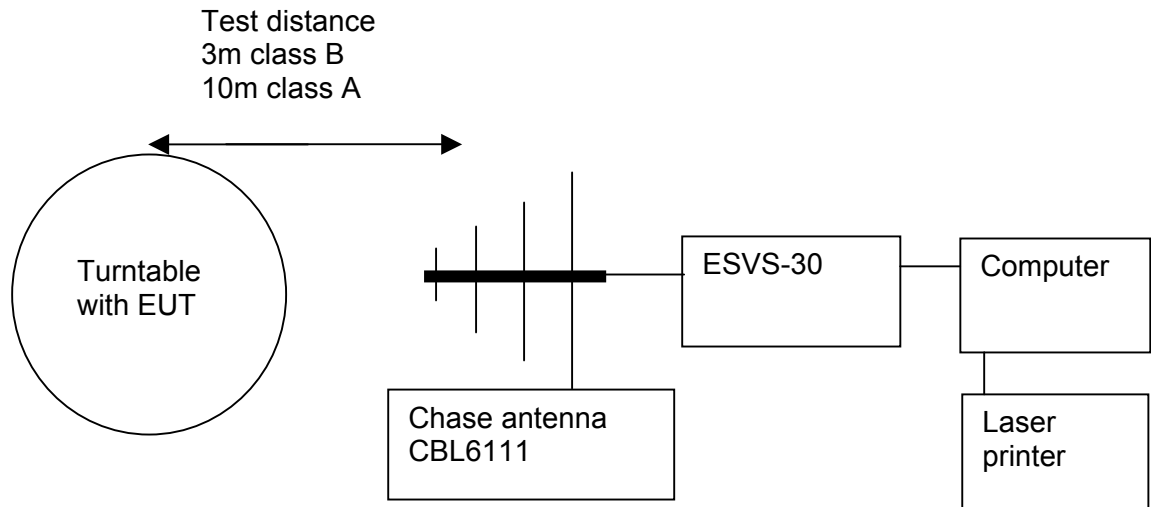 Test distance
3m class B
10m class A
Turntable
with EUT
ESVS-30
Computer
Chase antenna
CBL6111
Laser
printer